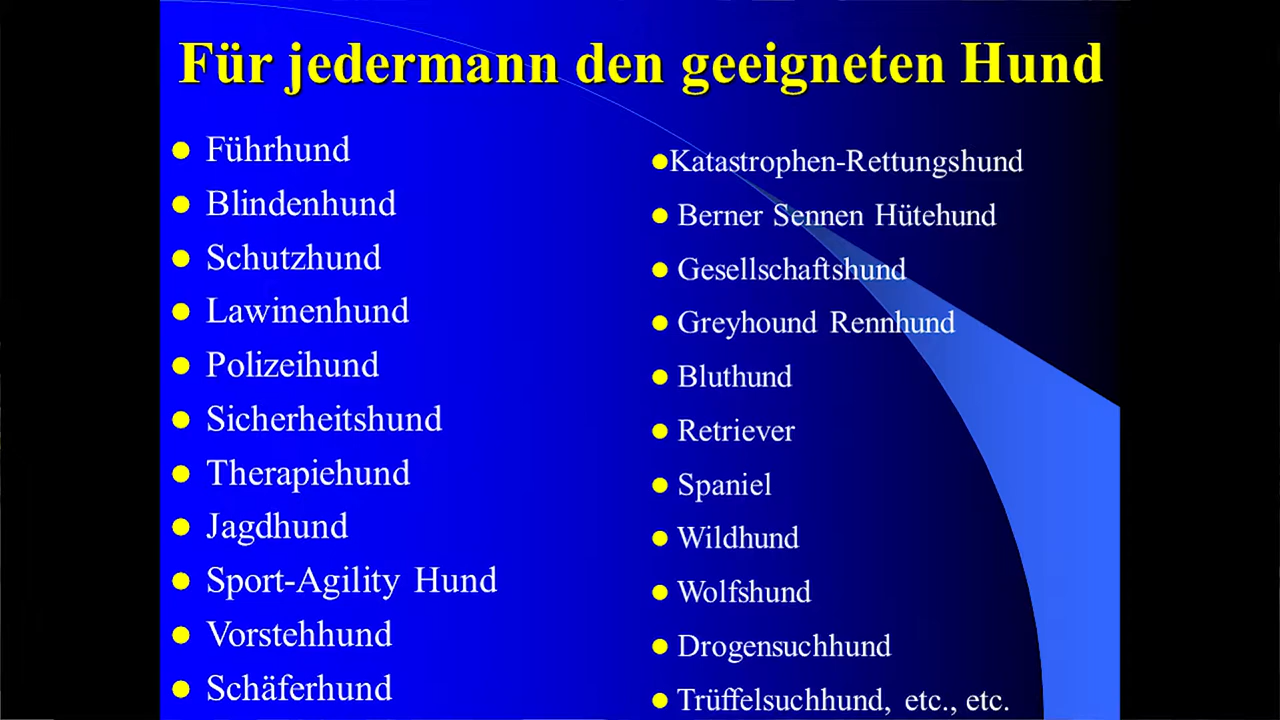 Für jedermann den geeigneten Hund
Führhund
Blindenhund
Schutzhund
Lawinenhund
Polizeihund
Sicherheitshund
Therapiehund
Jagdhund
Sport-Agility Hund
Vorstehhund
Schäferhund
Katastrophen-Rettungshund
Berner Sennen Hütehund
Gesellschaftshund
Greyhound Rennhund
Bluthund
Retriever
Spaniel
Wildhund
Wolfshund
Drogensuchhund
Trüffelsuchhund, etc., etc.